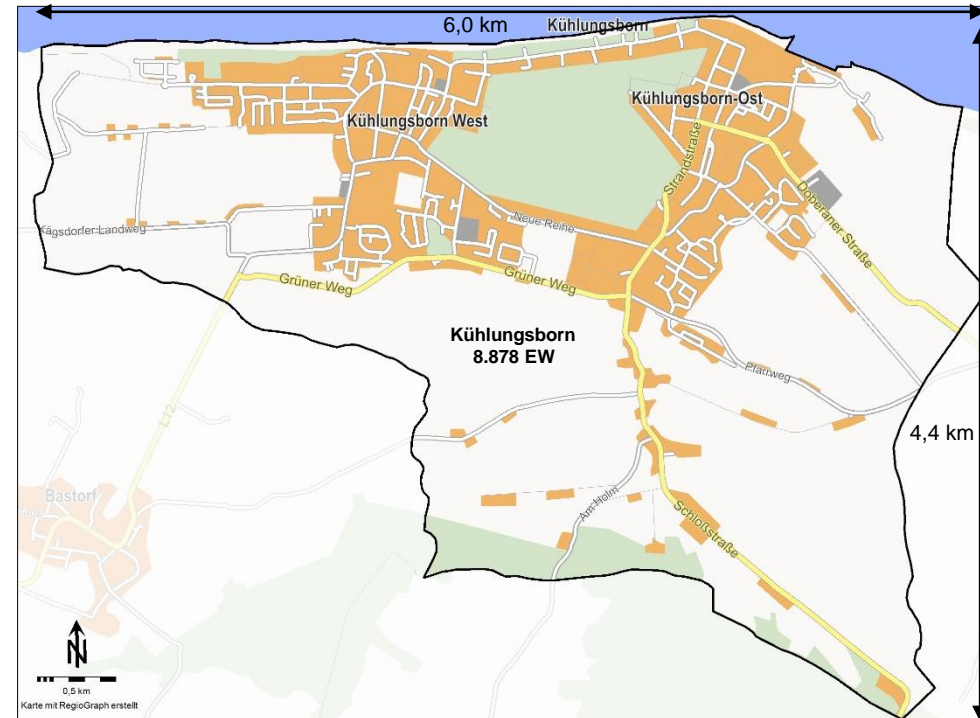 6,0 km
Kühlungsborn
Kühlungsborn-Ost
Kühlungsborn West
Strandstraße
Doberaner Straße
Neue Reihe
Kägsdorfer Landweg
Grüner Weg
Grüner Weg
Kühlungsborn
8.878 EW
Pfarrweg
L12
4,4 km
Bastorf
Am Holm
Schloßstraße
N
0,5 km
Karte mit RegioGraph erstellt